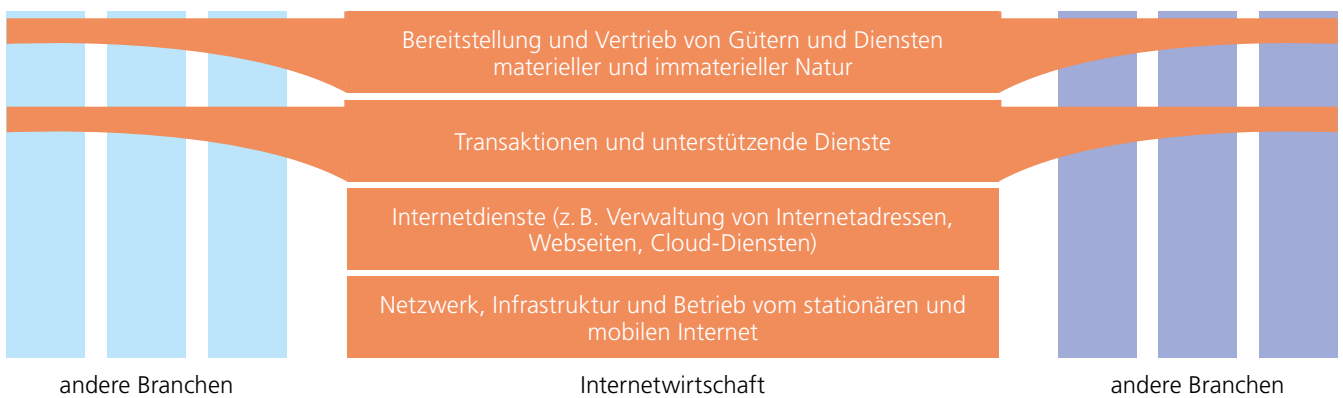 Bereitstellung und Vertrieb von Gütern und Diensten
materieller und immaterieller Natur
Transaktionen und unterstützende Dienste
Internetdienste (z. B. Verwaltung von Internetadressen,
Webseiten, Cloud-Diensten)
Netzwerk, Infrastruktur und Betrieb vom stationären und
mobilen Internet
andere Branchen
Internetwirtschaft
andere Branchen